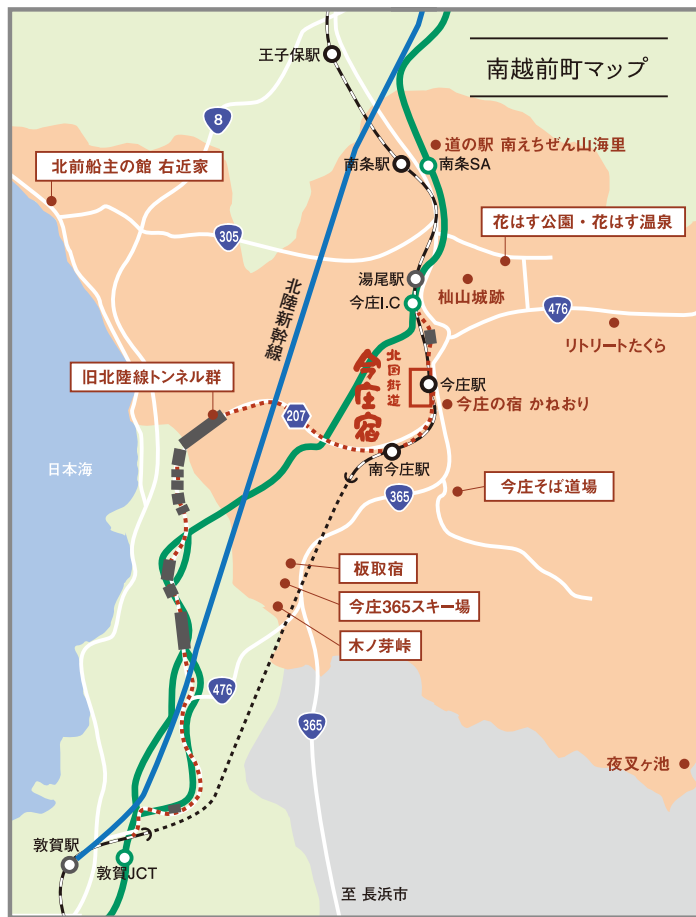 王子保駅
南越前町マップ
8
道の駅 南えちぜん山海里
南条駅
南条SA
北前船主の館 右近家
305
花はす公園・花はす温泉
湯尾駅
杣山城跡
北陸新幹線
今庄I.C
476
リトリートたくら
北国街道
今庄宿
旧北陸線トンネル群
今庄駅
今庄の宿 かねおり
207
日本海
南今庄駅
365
今庄そば道場
板取宿
今庄365スキー場
木ノ芽峠
476
365
夜叉ヶ池
敦賀駅
敦賀JCT
至 長浜市